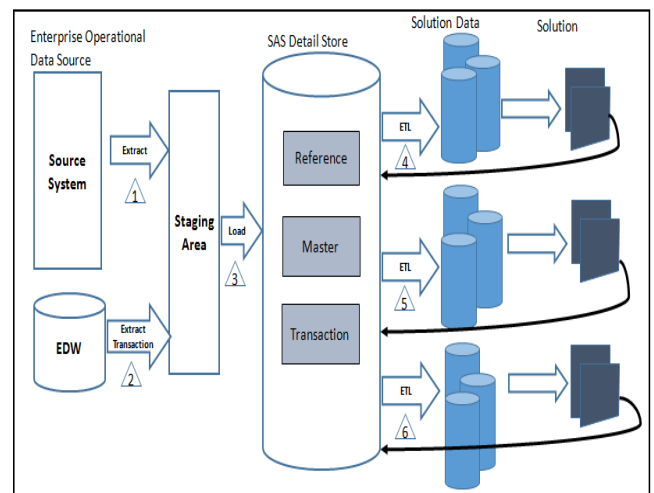 Enterprise Operational
Data Source
SAS Detail Store
Solution Data
Solution
Source
System
Extract
1
Staging
Area
Load
3
EDW
Extract
Transaction
2
Reference
Master
Transaction
ETL
4
ETL
5
ETL
6